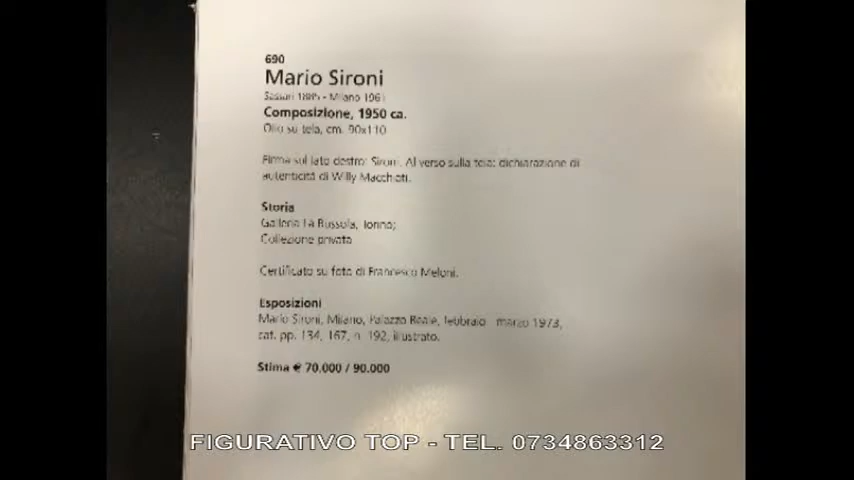 690
Mario Sironi
Sassari 1885 - Milano 1961
Composizione, 1950 ca.
Olio su tela, cm. 90x110
Firma sul lato destro: Sironi. Al verso sulla tela: dichiarazione di
autenticità di Willy Macchiati.
Storia
Galleria La Bussola, Torino;
Collezione privata
Certificato su foto di Francesco Meloni.
Esposizioni
Mario Sironi, Milano, Palazzo Reale, febbraio - marzo 1973,
cat. pp. 134, 167, n. 192, illustrato.
Stima € 70.000 / 90.000
FIGURATIVO TOP - TEL. 0734863312